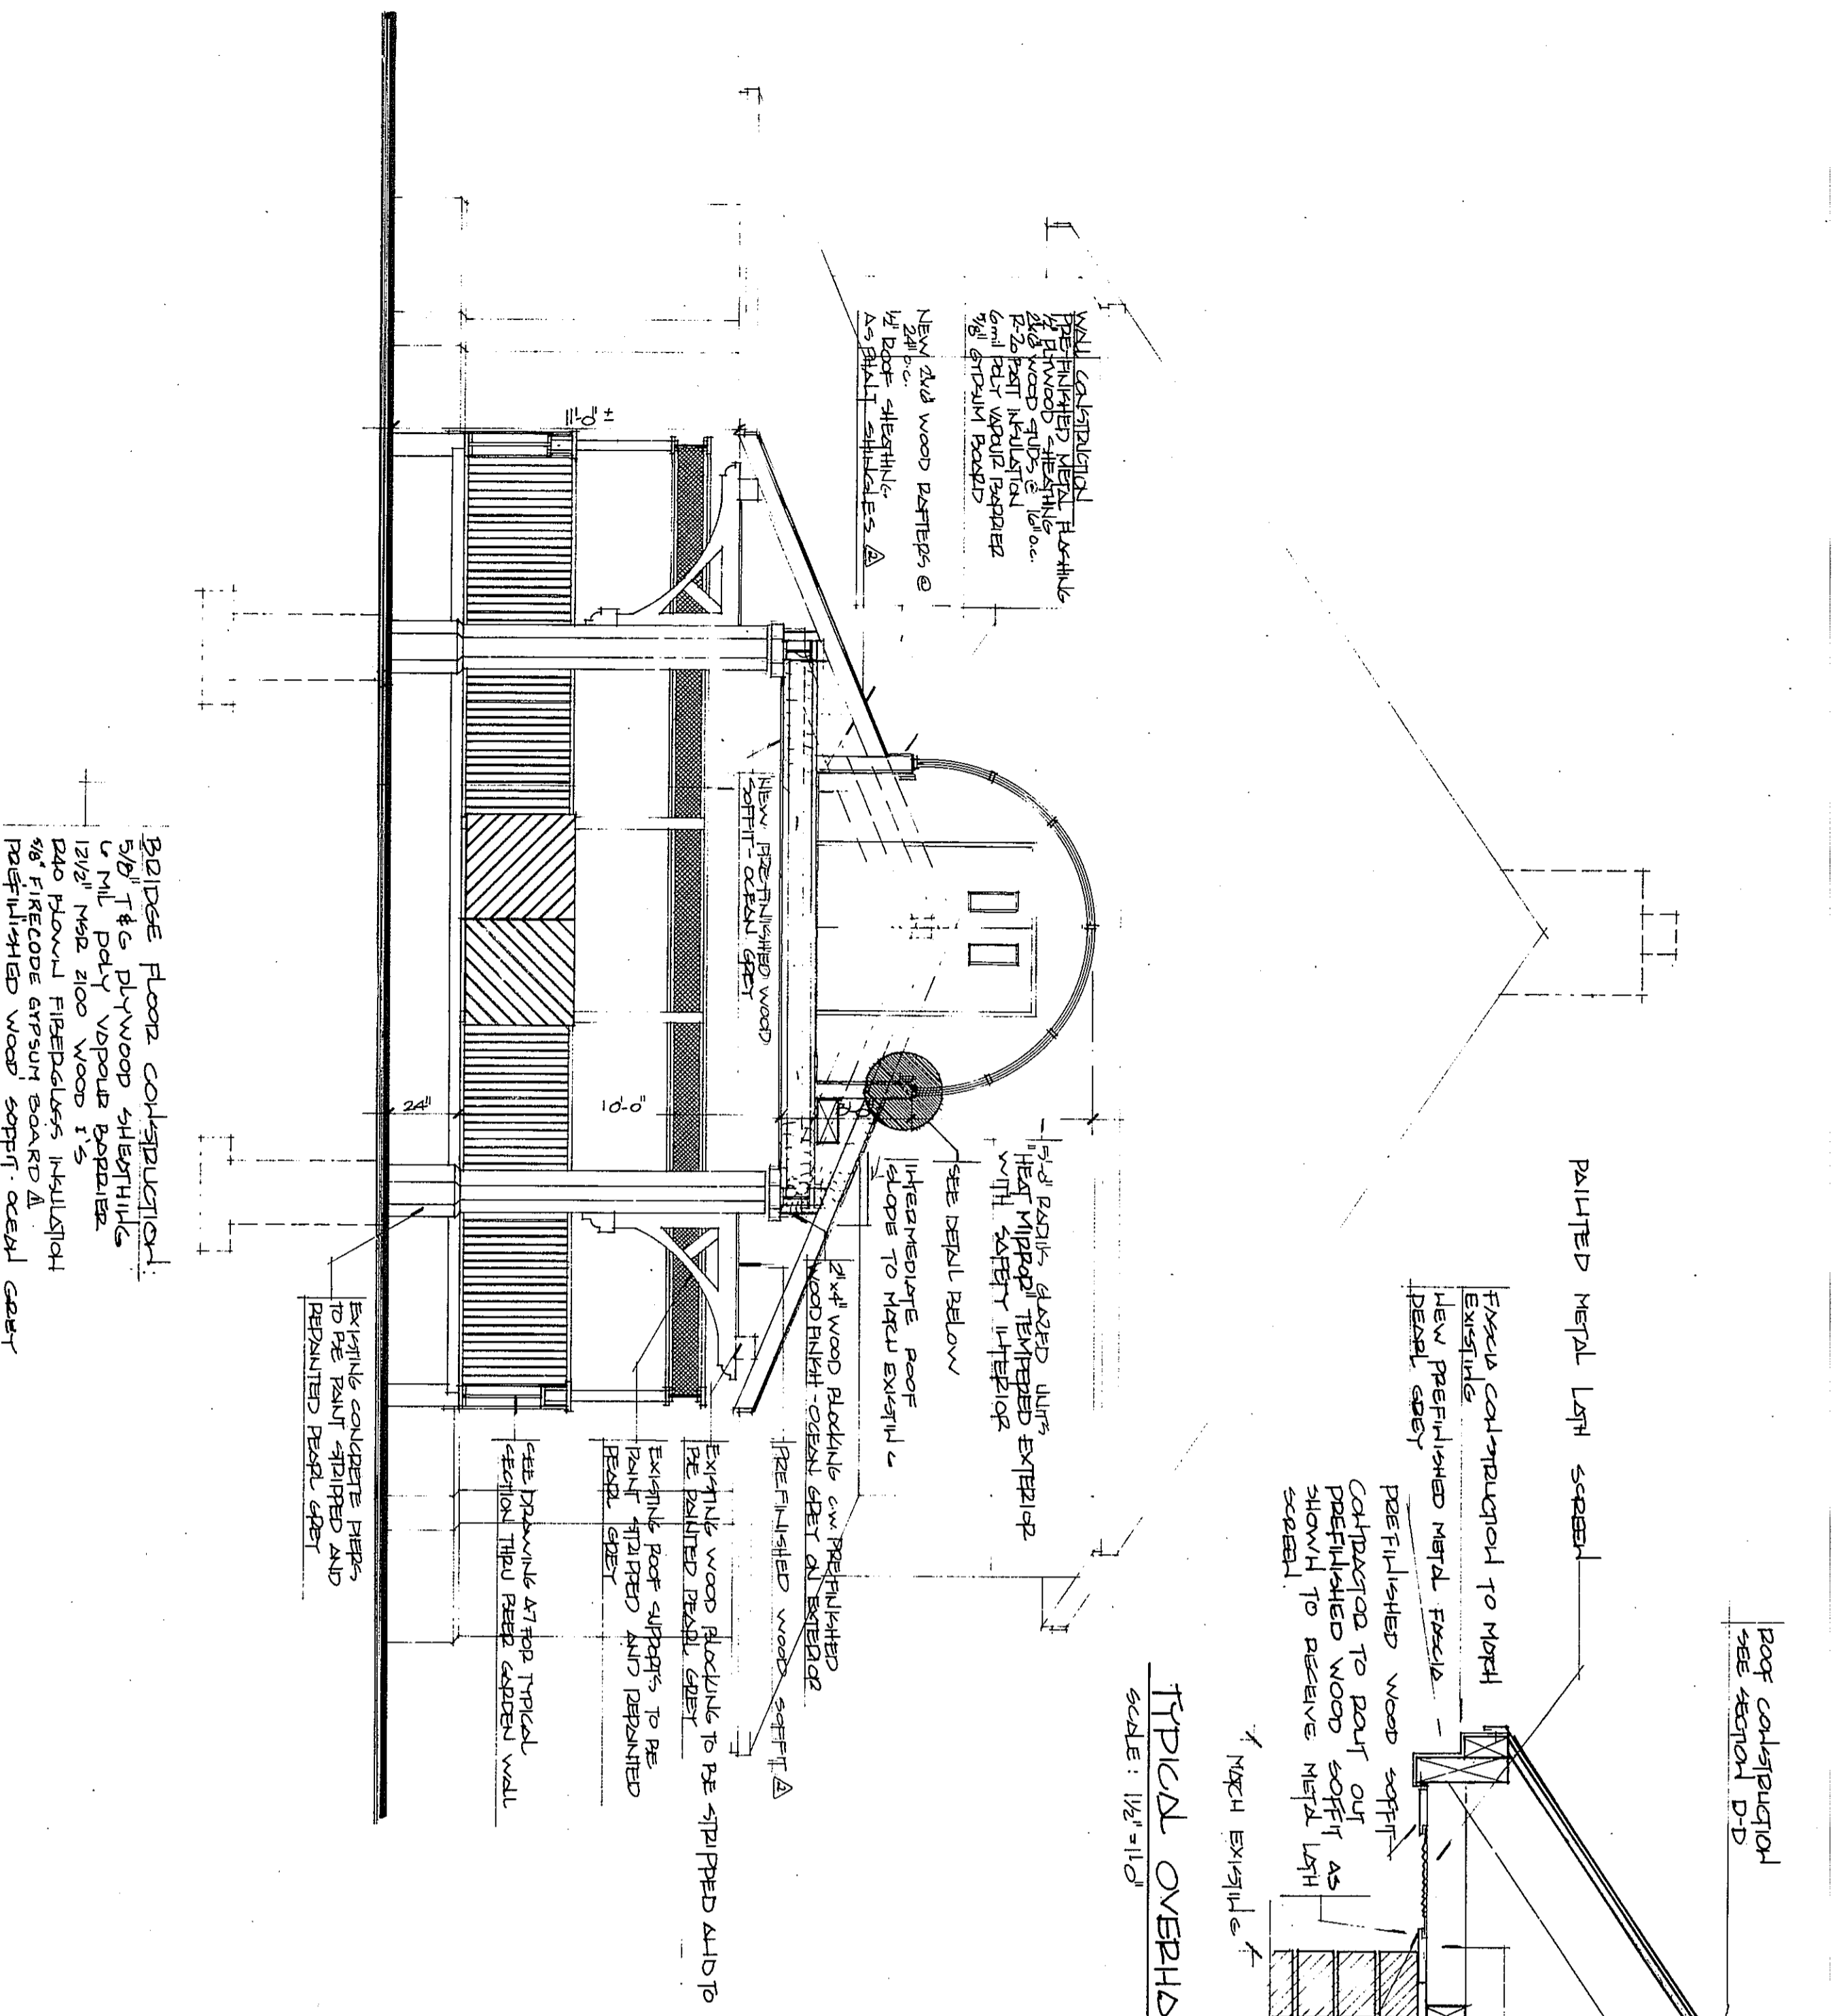 WALL CONSTRUCTION
PRE-FINISHED METAL FLASHING
1/2" PLYWOOD SHEATHING
2x6 WOOD STUDS @ 16" o.c.
R-20 BATT INSULATION
6 mil POLY VAPOUR BARRIER
5/8" GYPSUM BOARD
NEW 2x6 WOOD RAFTERS @
24" o.c.
1/2" ROOF SHEATHING
ASPHALT SHINGLES 2
11'-0" ±
NEW PREFINISHED WOOD
SOFFIT - OCEAN GREY
24"
10'-0"
BRIDGE FLOOR CONSTRUCTION:
5/8" T & G PLYWOOD SHEATHING
6 MIL POLY VAPOUR BARRIER
12 1/2" MSR 2100 WOOD I'S
R40 BLOWN FIBERGLASS INSULATION
5/8" FIRECODE GYPSUM BOARD
PREFINISHED WOOD SOFFIT - OCEAN GREY
RADIUS GLAZED UNITS
"HEAT MIRROR" TEMPERED EXTERIOR
WITH SAFETY INTERIOR
SEE DETAIL BELOW
INTERMEDIATE ROOF
SLOPE TO MATCH EXISTING
2"x4" WOOD BLOCKING C.W. PREFINISHED
WOOD FINISH - OCEAN GREY ON EXTERIOR
PREFINISHED WOOD SOFFIT 2
EXISTING WOOD BLOCKING TO BE STRIPPED AND TO
BE PAINTED PEARL GREY
EXISTING ROOF SUPPORTS TO BE
PAINT STRIPPED AND REPAINTED
PEARL GREY
SEE DRAWING A7 FOR TYPICAL
SECTION THRU BEER GARDEN WALL
EXISTING CONCRETE PIERS
TO BE PAINT STRIPPED AND
REPAINTED PEARL GREY
ROOF CONSTRUCTION
SEE SECTION D-D
PAINTED METAL LATH SCREEN
FASCIA CONSTRUCTION TO MATCH
EXISTING
NEW PREFINISHED METAL FASCIA
PEARL GREY
PREFINISHED WOOD SOFFIT
CONTRACTOR TO ROUT OUT
PREFINISHED WOOD SOFFIT AS
SHOWN TO RECEIVE METAL LATH
SCREEN.
MATCH EXISTING
TYPICAL OVERHA
SCALE: 1 1/2" = 1'-0"